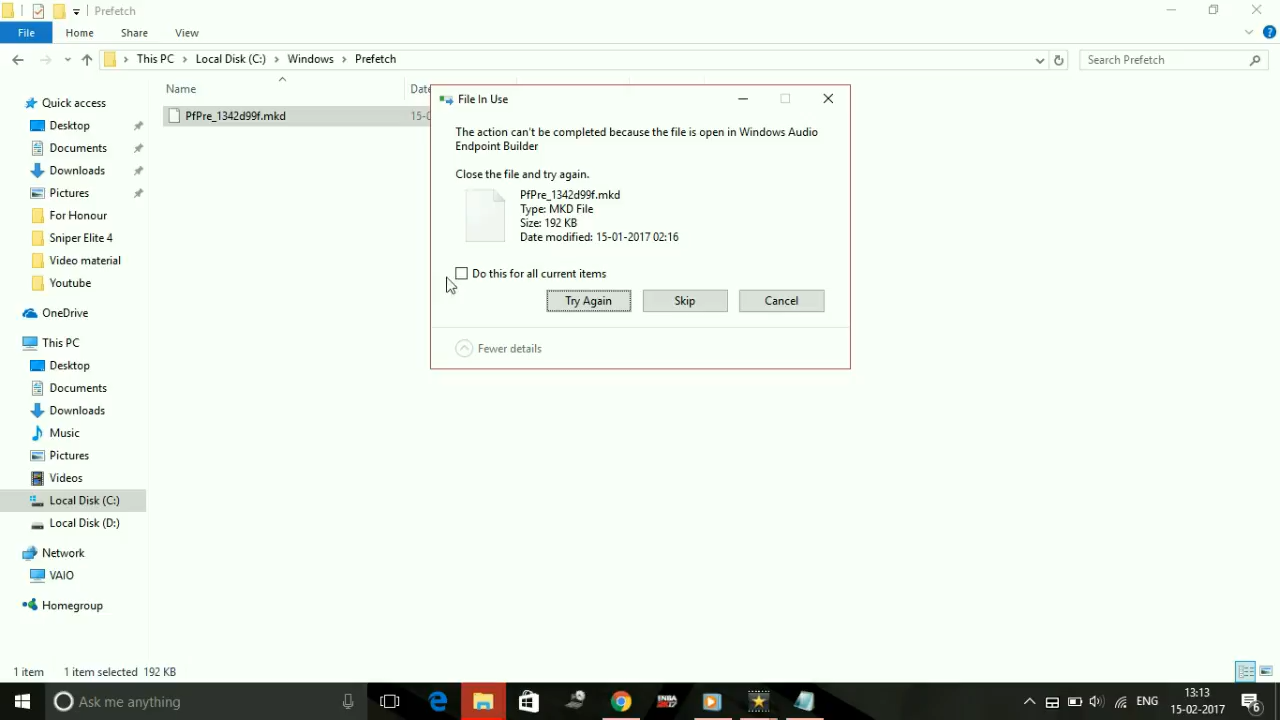 Prefetch
File
Home
Share
View
This PC
Local Disk (C:)
Windows
Prefetch
Search Prefetch
Name
Date
PfPre_1342d99f.mkd
15-0
Quick access
Desktop
Documents
Downloads
Pictures
For Honour
Sniper Elite 4
Video material
Youtube
OneDrive
This PC
Desktop
Documents
Downloads
Music
Pictures
Videos
Local Disk (C:)
Local Disk (D:)
Network
VAIO
Homegroup
File In Use
The action can't be completed because the file is open in Windows Audio
Endpoint Builder
Close the file and try again.
PfPre_1342d99f.mkd
Type: MKD File
Size: 192 KB
Date modified: 15-01-2017 02:16
Do this for all current items
Try Again
Skip
Cancel
Fewer details
1 item
1 item selected 192 KB
Ask me anything
ENG
13:13
15-02-2017
6